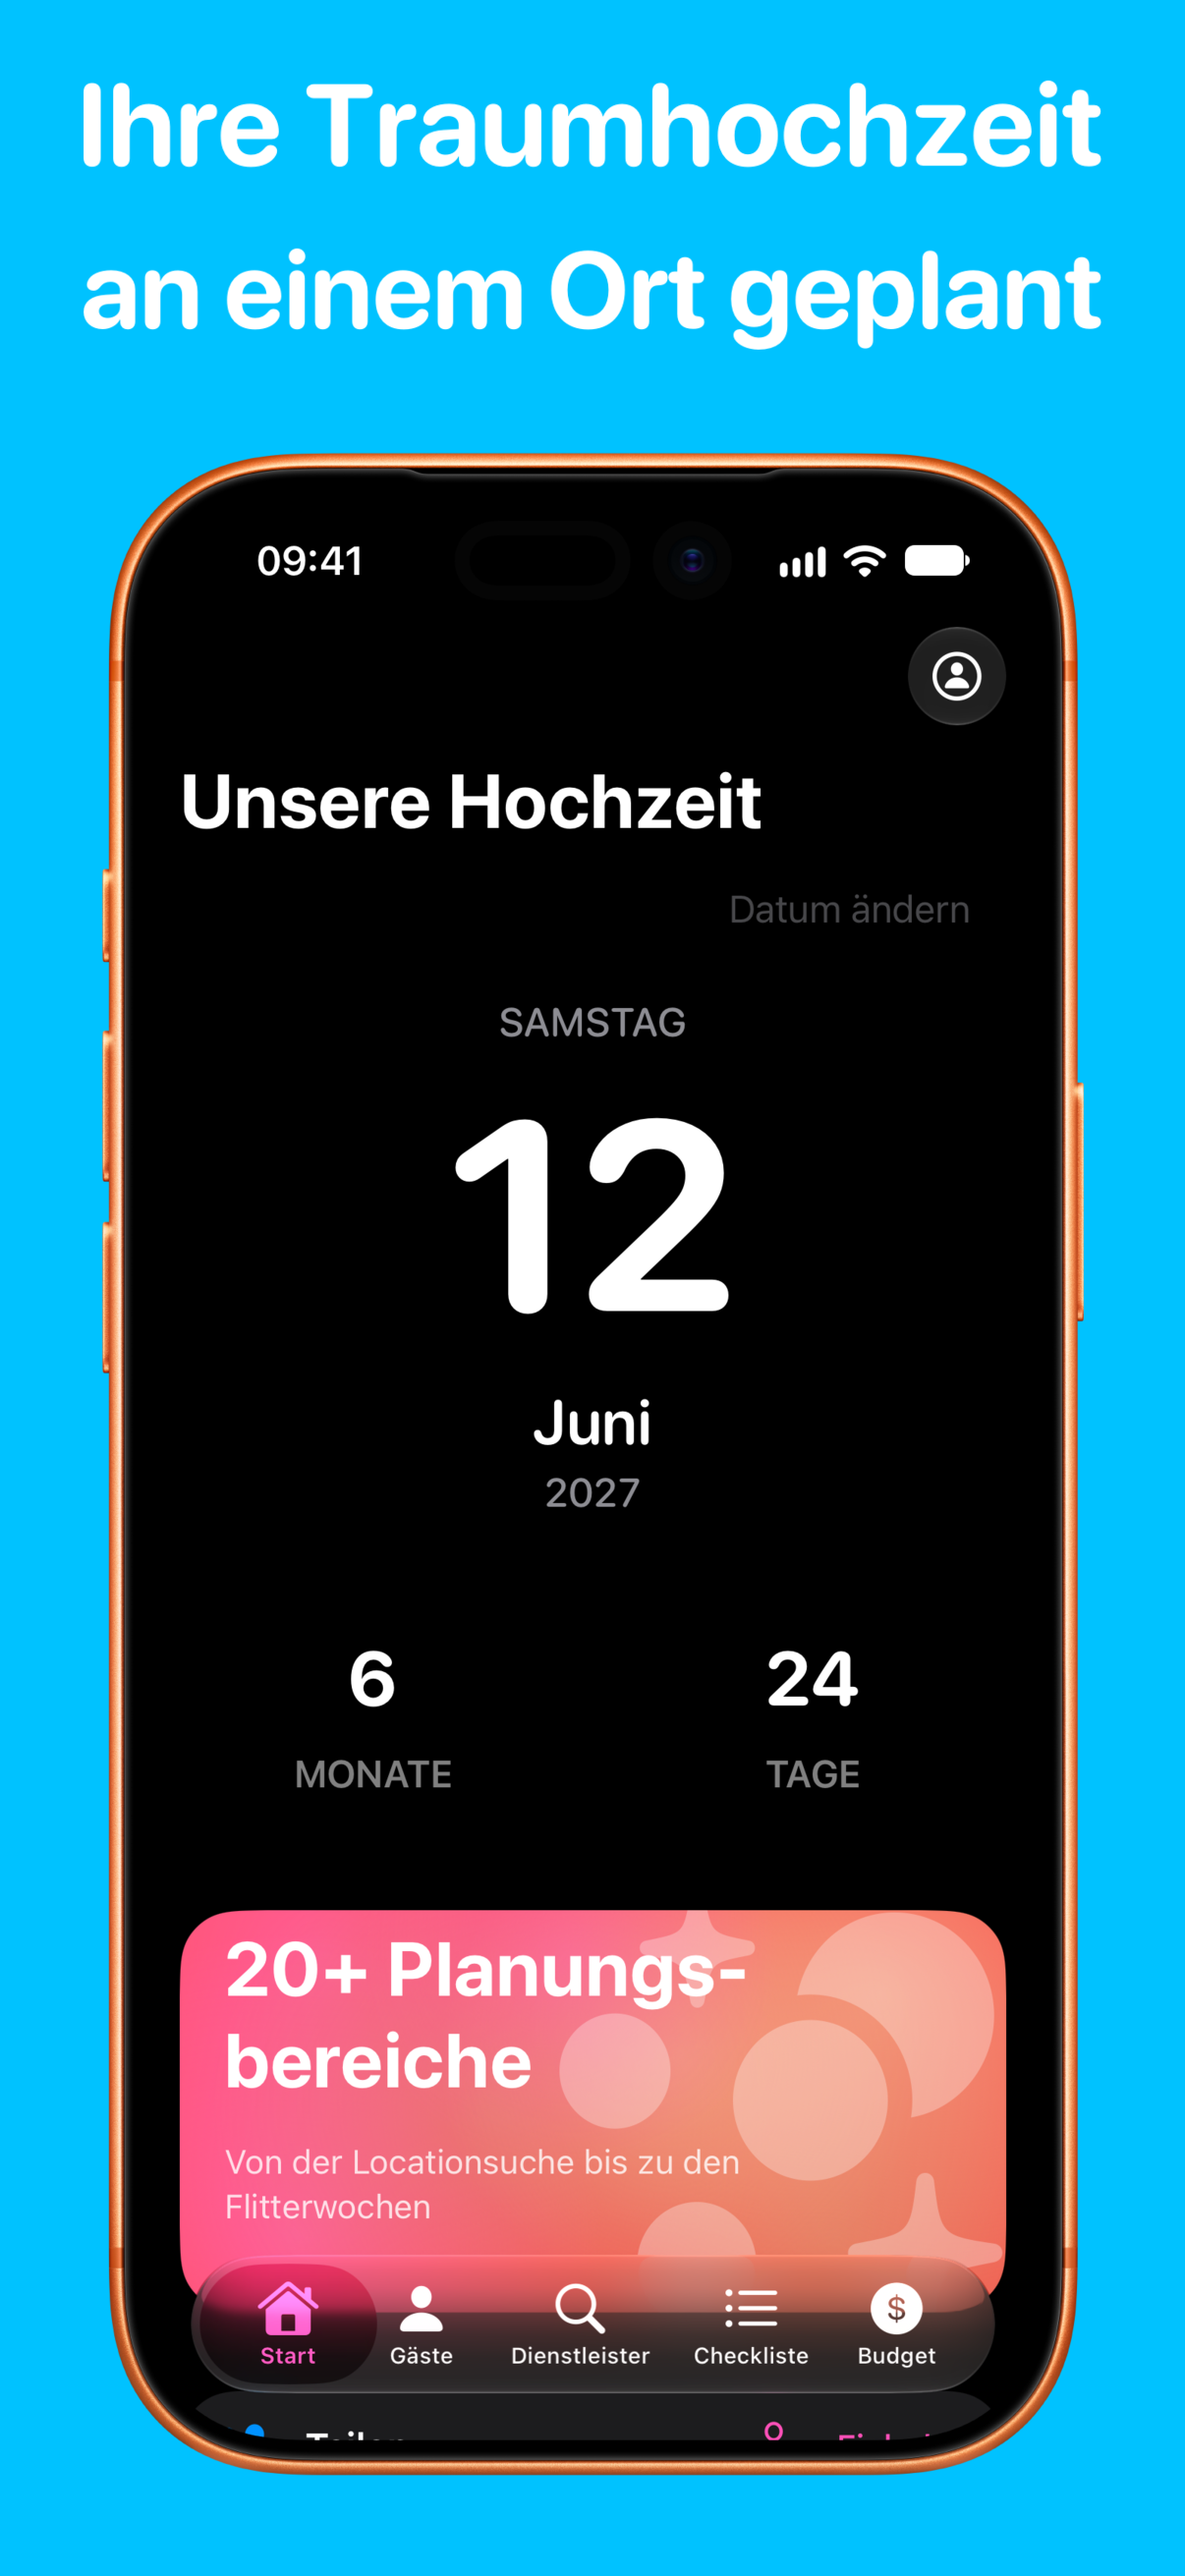 Ihre Traumhochzeit
an einem Ort geplant
09:41
Unsere Hochzeit
Datum ändern
SAMSTAG
12
Juni
2027
6
24
MONATE
TAGE
20+ Planungs-
bereiche
Von der Locationsuche bis zu den
Flitterwochen
Start
Gäste
Dienstleister
Checkliste
Budget